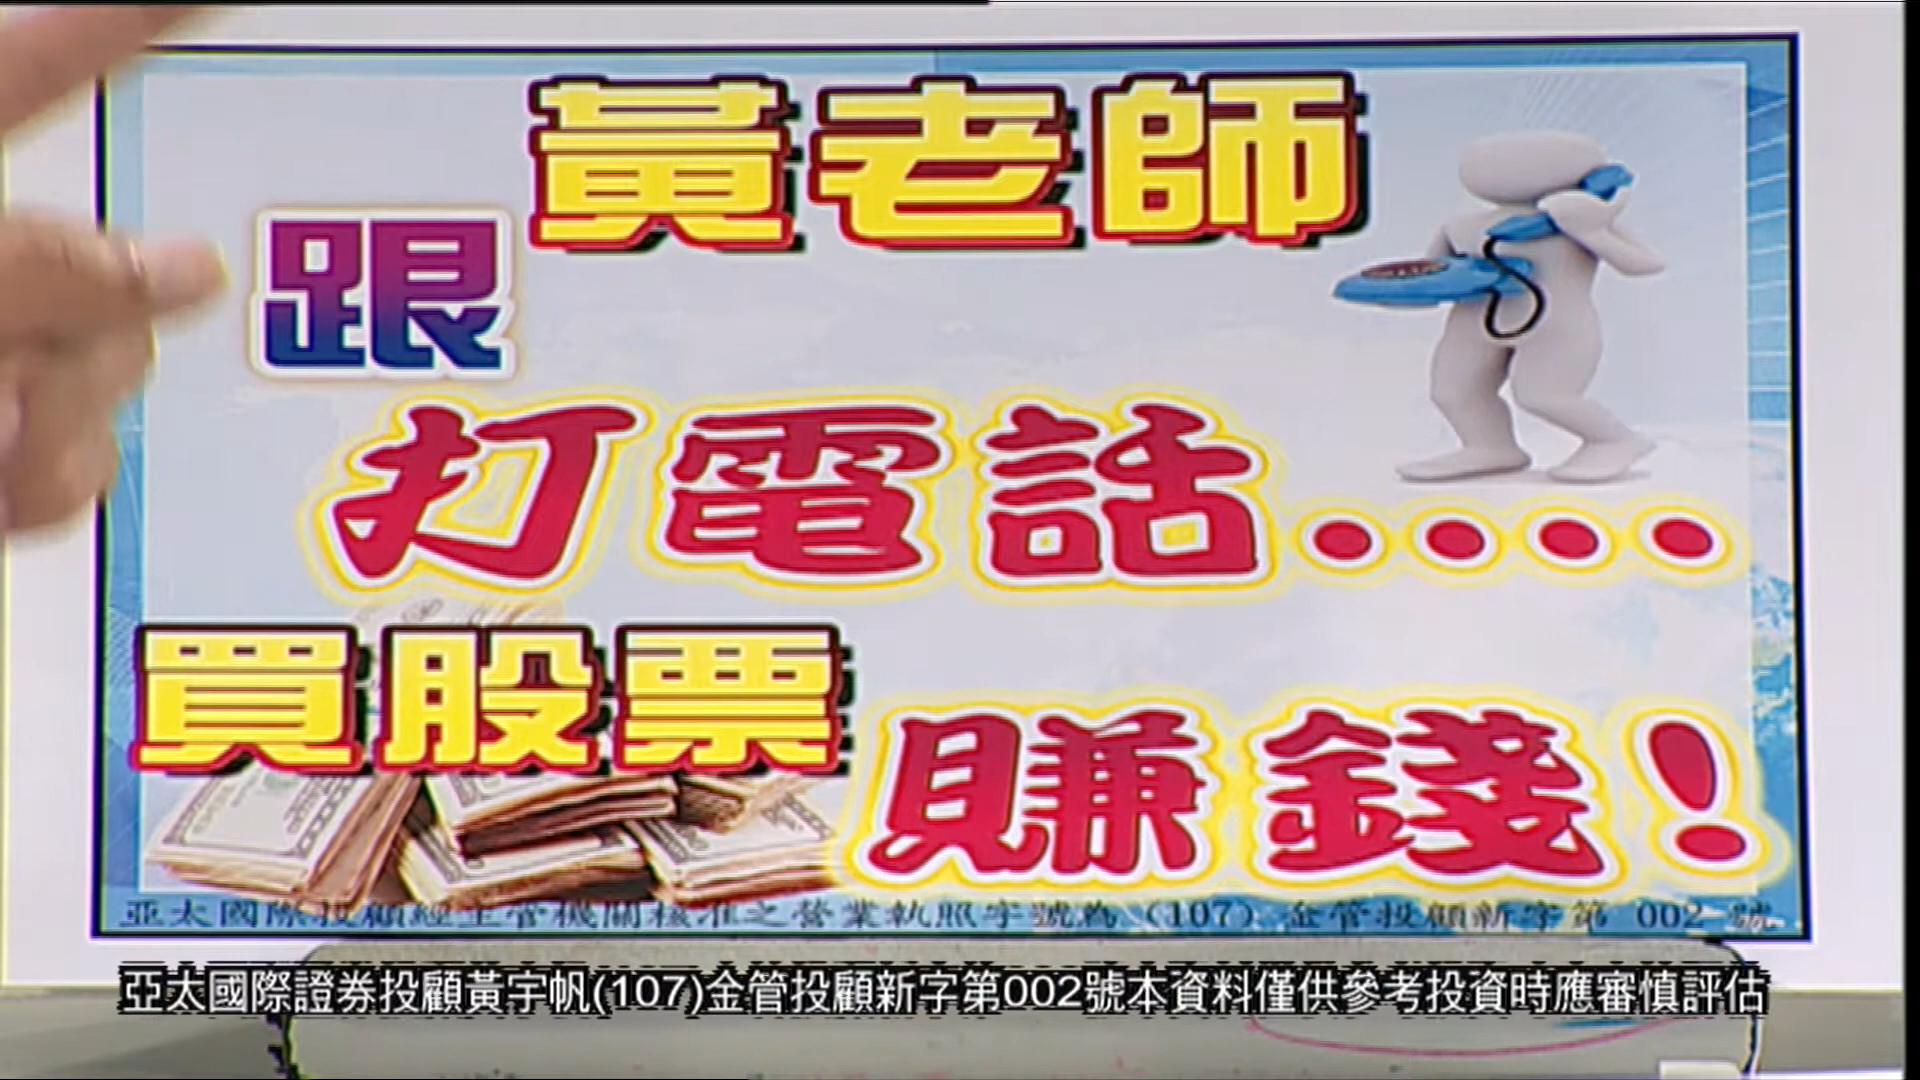 黃老師
跟
打電話....
買股票
賺錢!
亞太國際投顧經主管機關核准之營業執照字號為(107)金管投顧新字第 002 號
亞太國際證券投顧黃宇帆(107)金管投顧新字第002號本資料僅供參考投資時應審慎評估